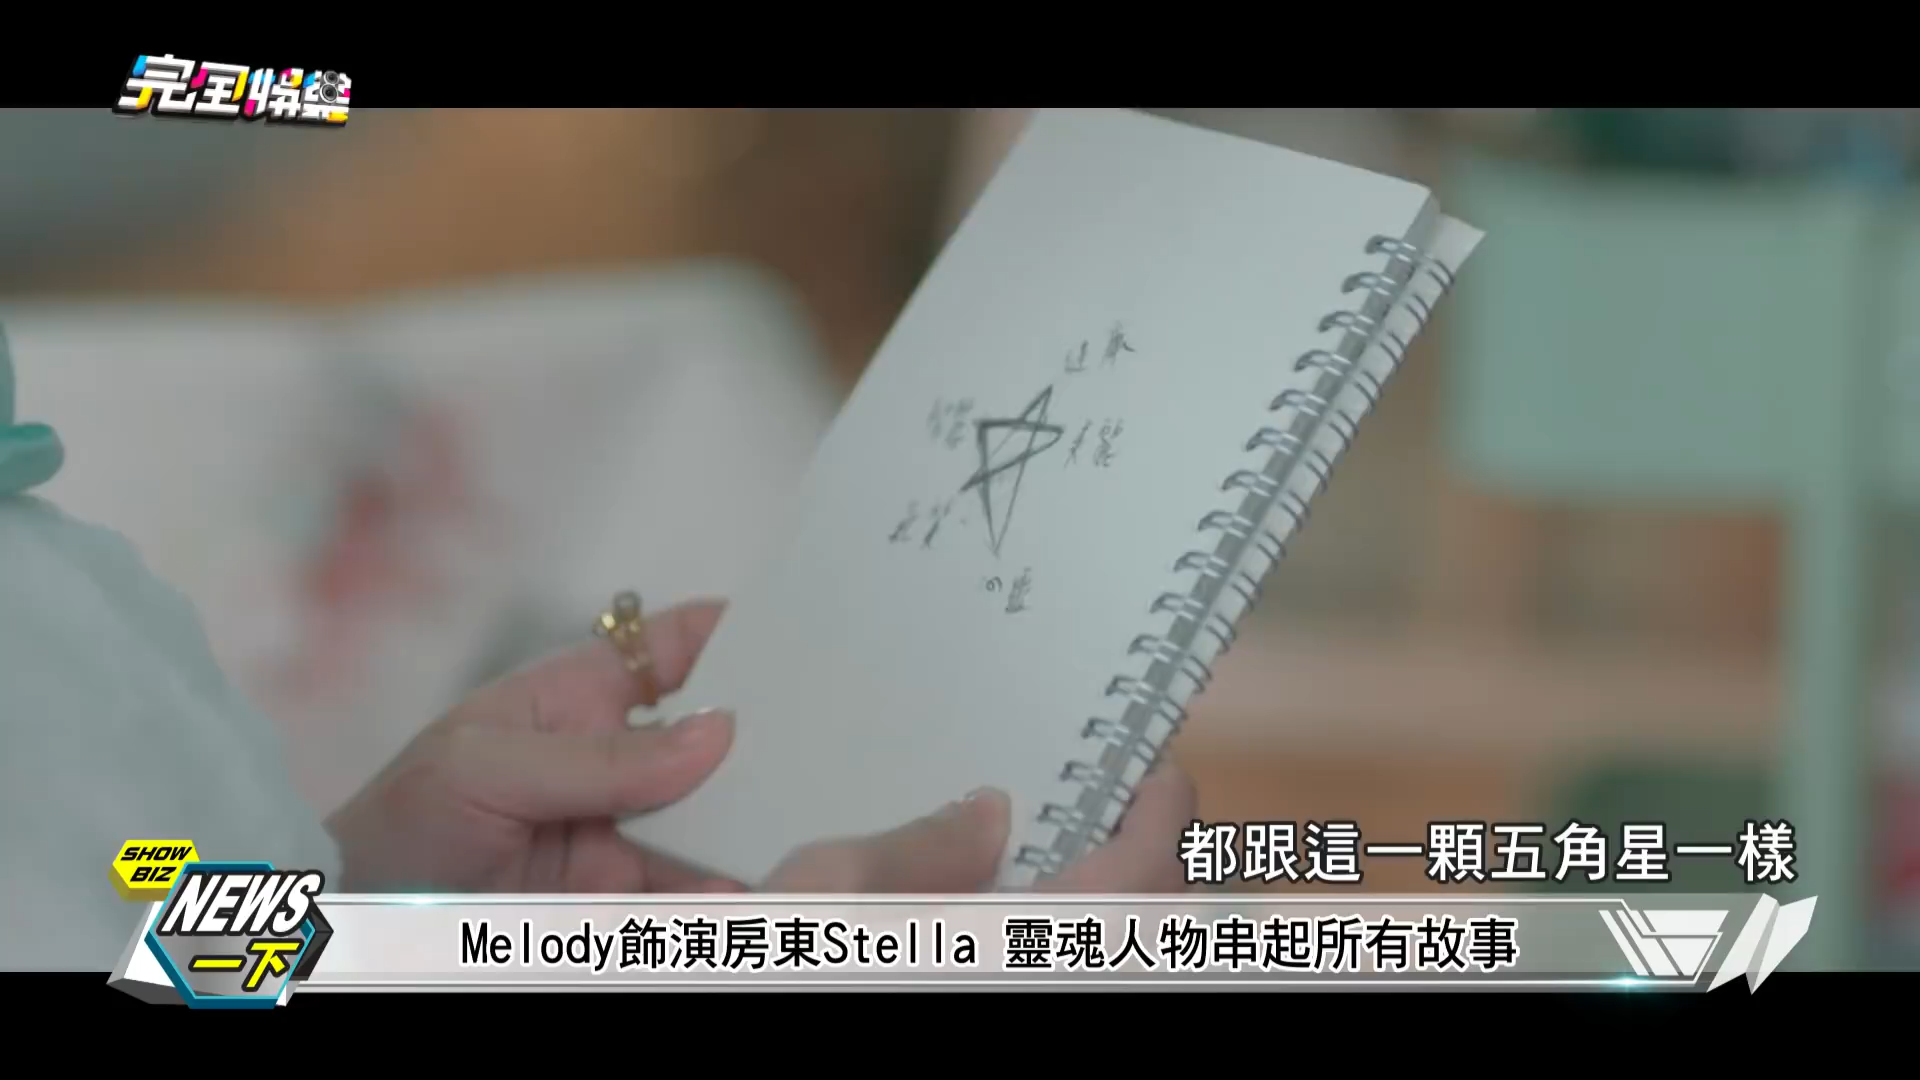 完全娛樂
都跟這一顆五角星一樣
SHOW
BIZ
NEWS
一下
Melody飾演房東Stella 靈魂人物串起所有故事